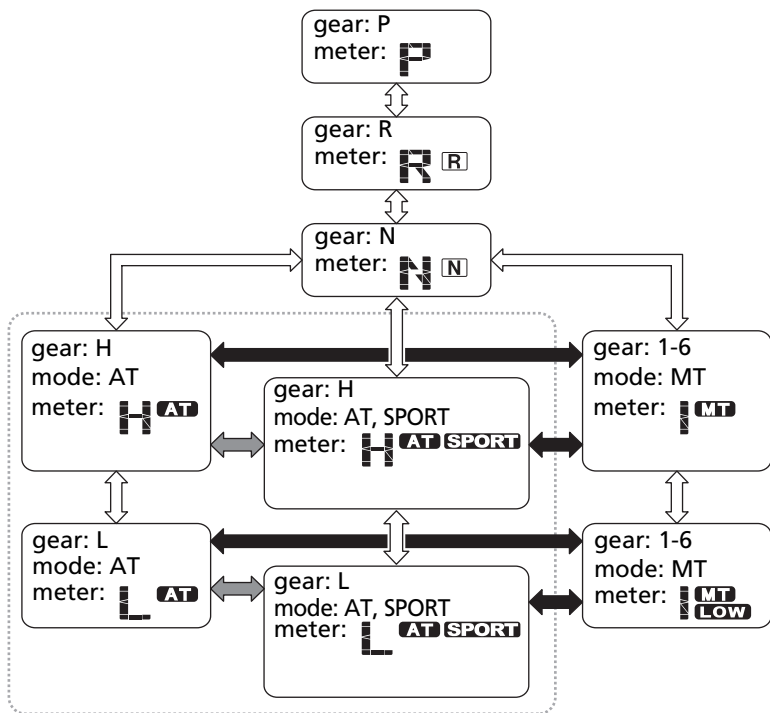 gear: P
meter: P
gear: R
meter: R R
gear: N
meter: N N
gear: H
mode: AT
meter: H AT
gear: H
mode: AT, SPORT
meter: H AT SPORT
gear: 1-6
mode: MT
meter: 1 MT
gear: L
mode: AT
meter: L AT
gear: L
mode: AT, SPORT
meter: L AT SPORT
gear: 1-6
mode: MT
meter: 1 MT
LOW